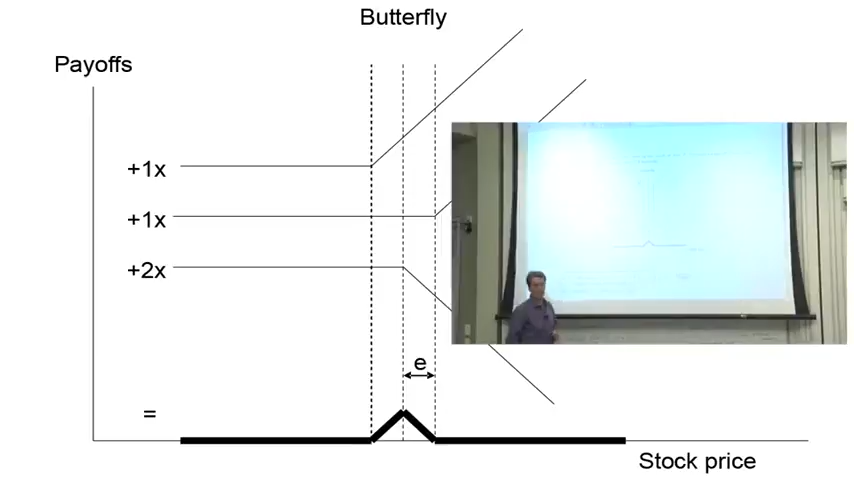 Butterfly
Payoffs
+1x
+1x
+2x
e
=
Stock price